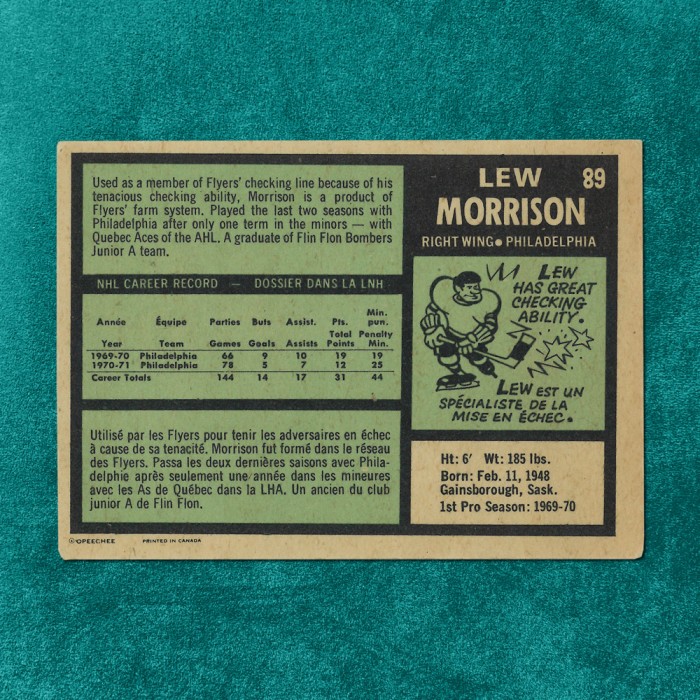 Used as a member of Flyers' checking line because of his
tenacious checking ability, Morrison is a product of
Flyers' farm system. Played the last two seasons with
Philadelphia after only one term in the minors — with
Quebec Aces of the AHL. A graduate of Flin Flon Bombers
Junior A team.
NHL CAREER RECORD — DOSSIER DANS LA LNH
Année Équipe Parties Buts Assist. Pts. Min. pun.
Year Team Games Goals Assists Total Points Penalty Min.
1969-70 Philadelphia 66 9 10 19 19
1970-71 Philadelphia 78 5 7 12 25
Career Totals 144 14 17 31 44
Utilisé par les Flyers pour tenir les adversaires en échec
à cause de sa tenacité. Morrison fut formé dans le réseau
des Flyers. Passa les deux dernières saisons avec Phila-
delphie après seulement une année dans les mineures
avec les As de Québec dans la LHA. Un ancien du club
junior A de Flin Flon.
LEW 89
MORRISON
RIGHT WING • PHILADELPHIA
LEW
HAS GREAT
CHECKING
ABILITY.
LEW EST UN
SPÉCIALISTE DE LA
MISE EN ÉCHEC.
Ht: 6' Wt: 185 lbs.
Born: Feb. 11, 1948
Gainsborough, Sask.
1st Pro Season: 1969-70
© OPEECHEE PRINTED IN CANADA